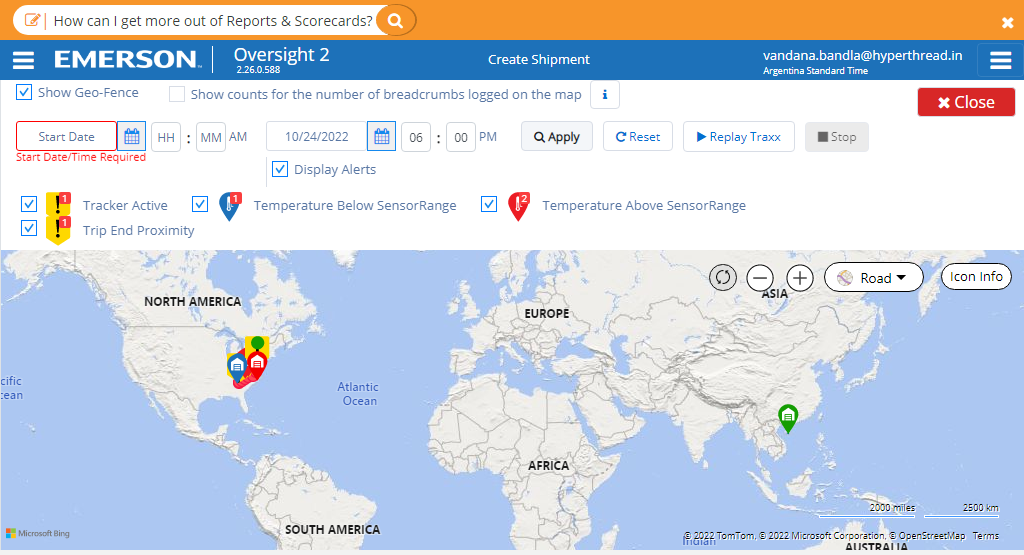 How can I get more out of Reports & Scorecards?
EMERSON™ Oversight 2 2.26.0.588 Create Shipment vandana.bandla@hyperthread.in Argentina Standard Time
Show Geo-Fence Show counts for the number of breadcrumbs logged on the map i Close
Start Date HH : MM AM 10/24/2022 06 : 00 PM Apply Reset Replay Traxx Stop
Start Date/Time Required
Display Alerts
1 Tracker Active 1 Temperature Below SensorRange 2 Temperature Above SensorRange
1 Trip End Proximity
Road Icon Info
ASIA
NORTH AMERICA
EUROPE
cific
cean
Atlantic
Ocean
AFRICA
2000 miles 2500 km
SOUTH AMERICA
Microsoft Bing
© 2022 TomTom, © 2022 Microsoft Corporation, © OpenStreetMap Terms
Indian
AUSTRALIA